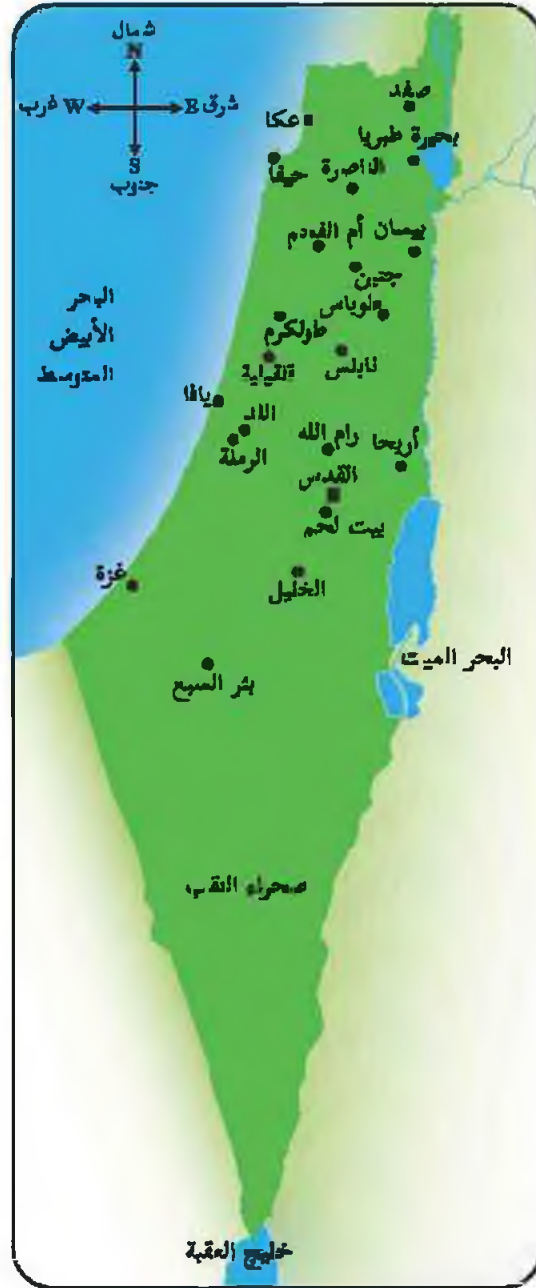 شمال
N
غرب W E شرق
S
جنوب
صفد
عكا
بحيرة طبريا
حيفا
الناصرة
بيسان
أم الفحم
جنين
طوباس
طولكرم
البحر
الأبيض
المتوسط
نابلس
يافا
اللد
الرملة
رام الله
أريحا
القدس
بيت لحم
غزة
الخليل
البحر الميت
بئر السبع
صحراء النقب
خليج العقبة